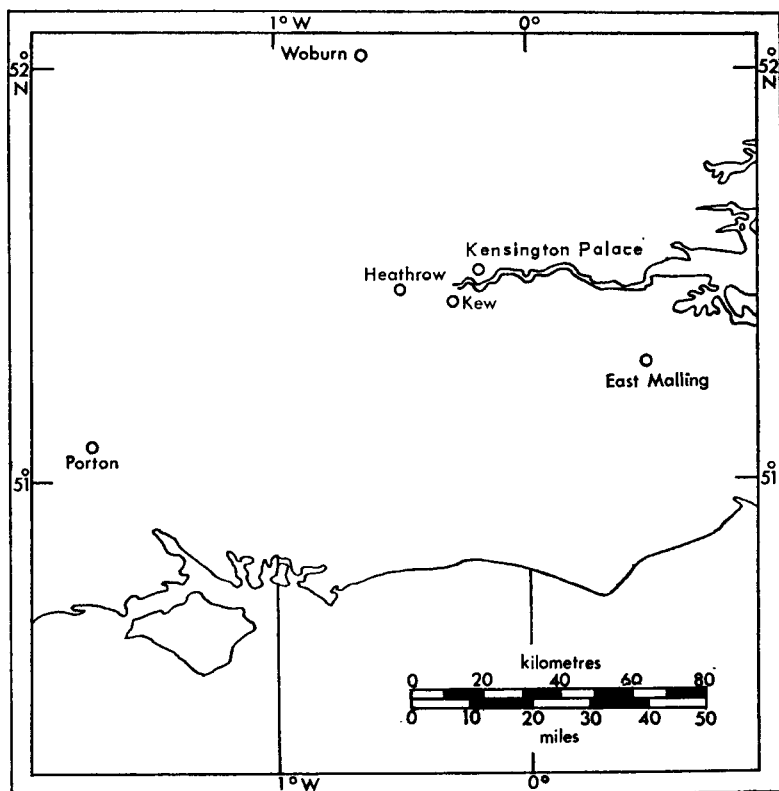 1° W 0°
Woburn
52° N
52° N
Kensington Palace
Heathrow
Kew
East Malling
Porton
51°
51°
kilometres
0 20 40 60 80
0 10 20 30 40 50
miles
1° W 0°